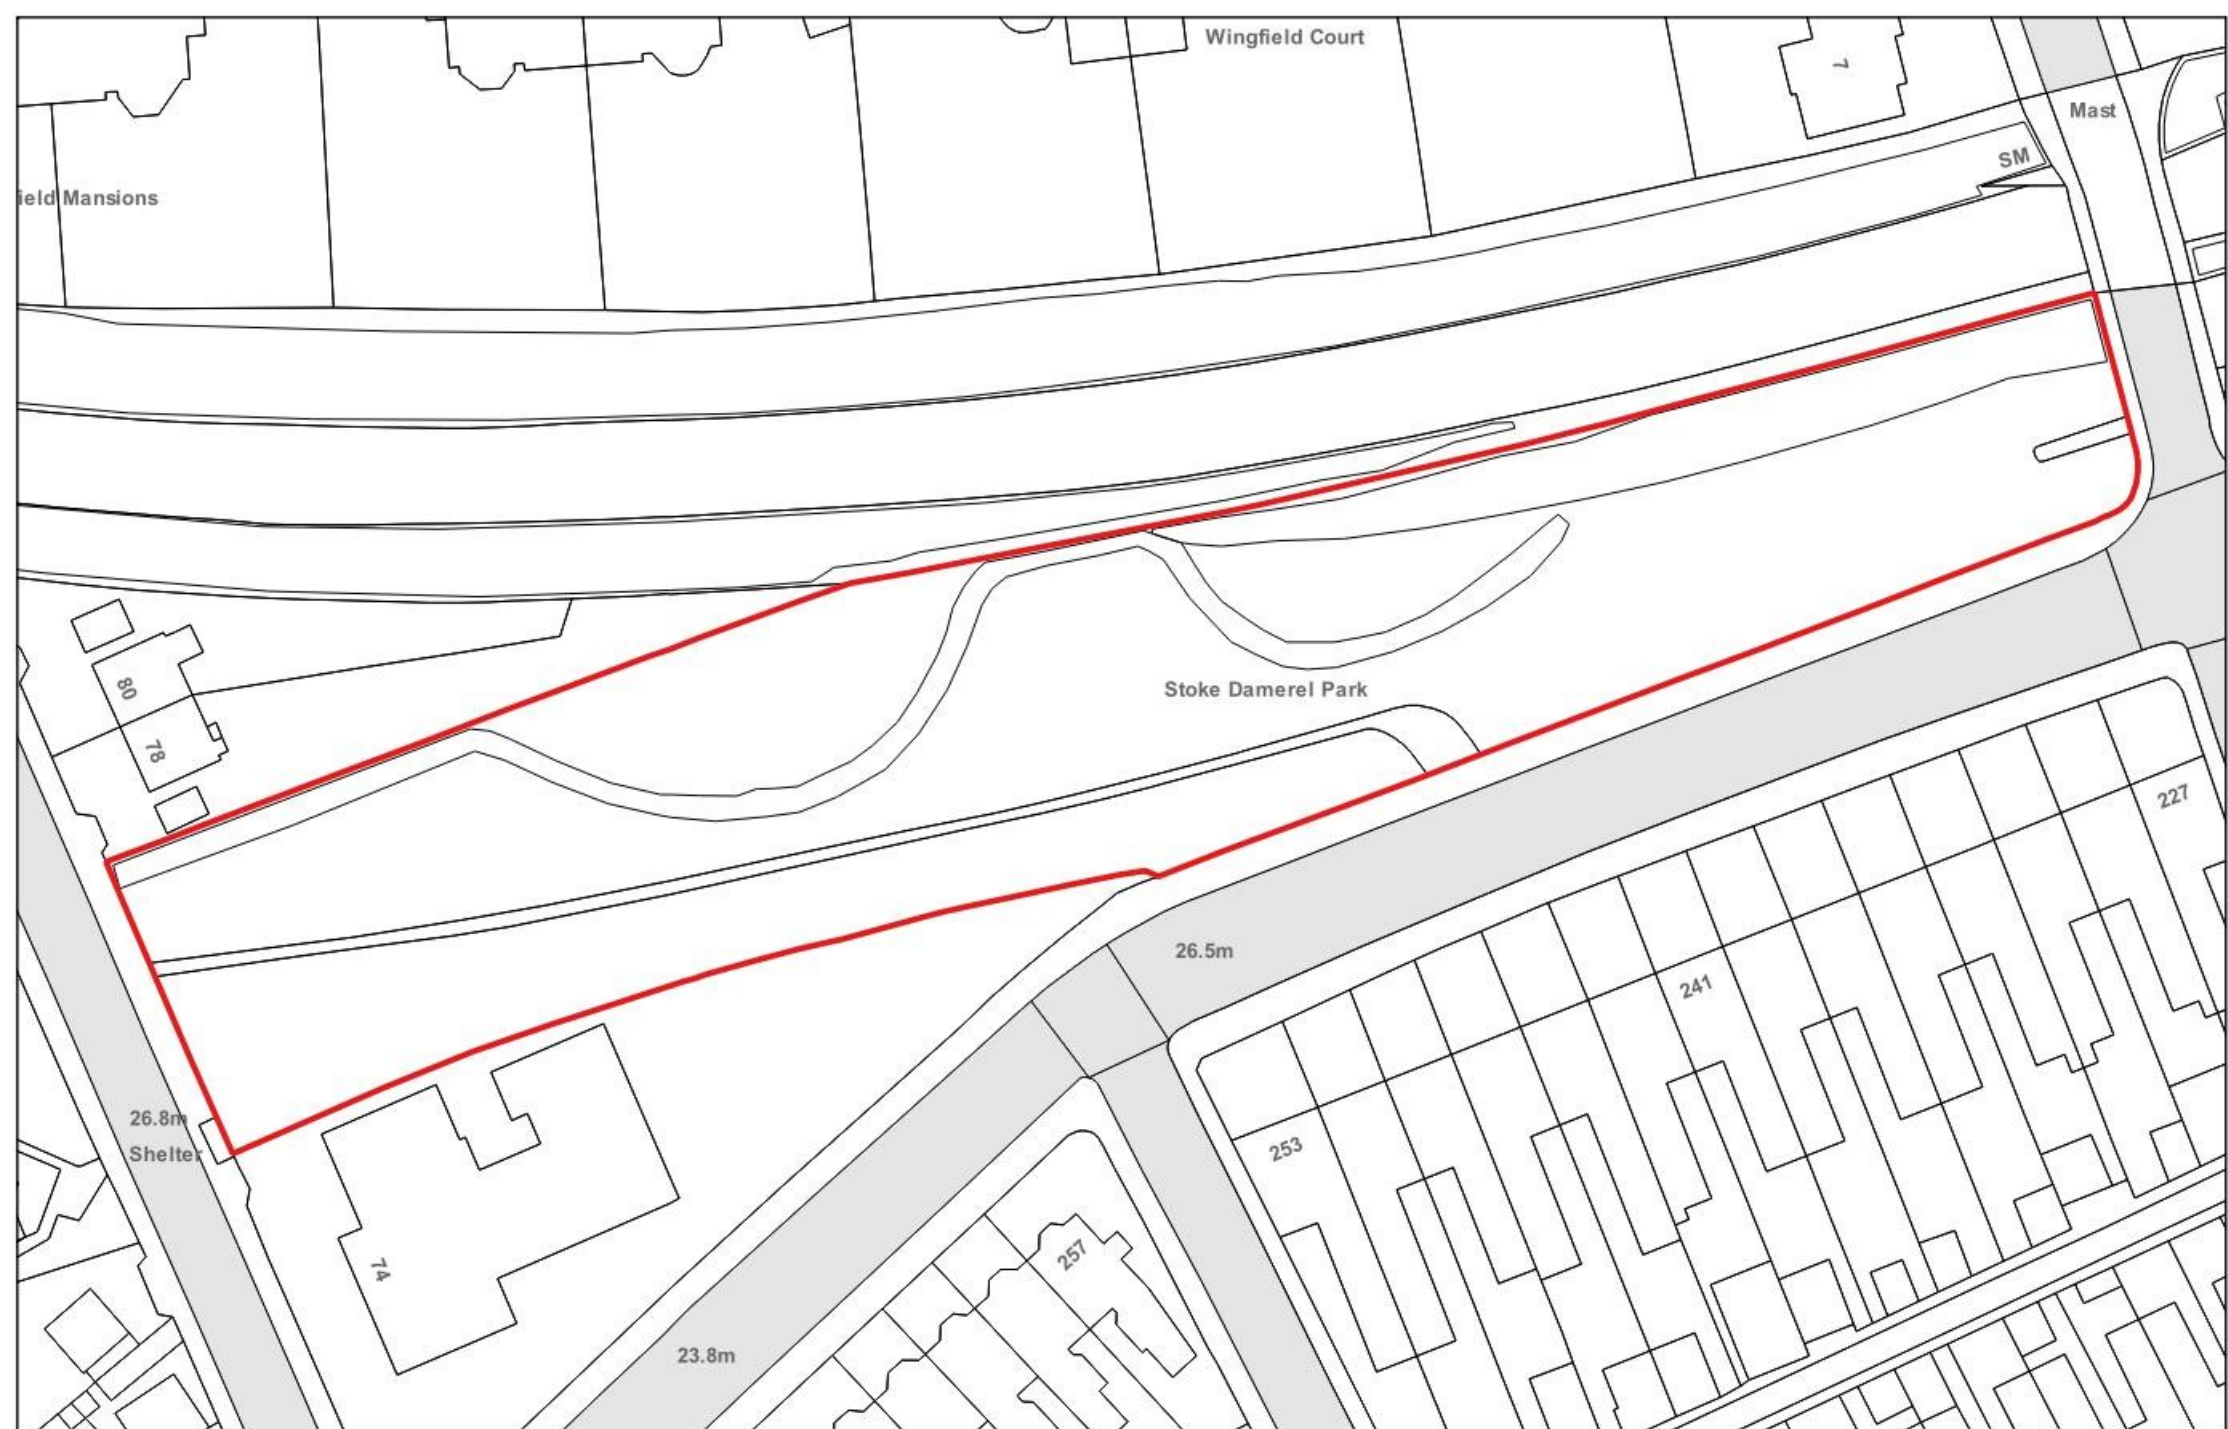 Wingfield Court
7
Mast
SM
ield Mansions
80
78
Stoke Damerel Park
227
26.5m
241
26.8m
Shelter
253
74
257
23.8m